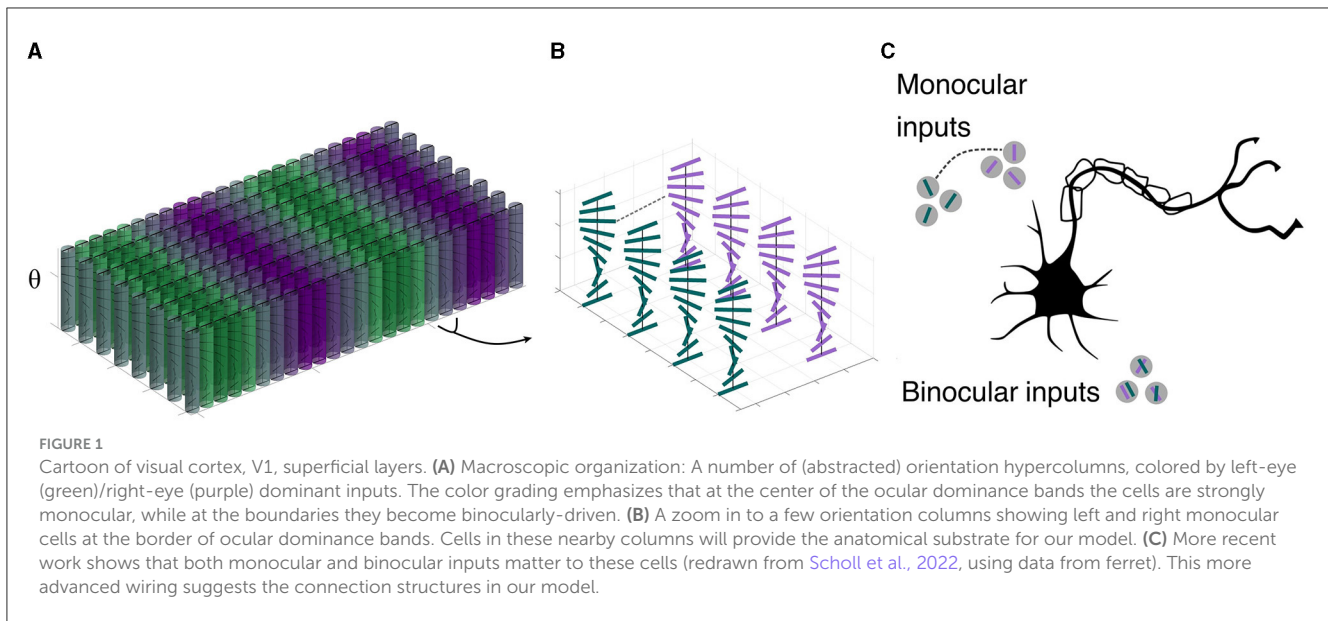 A
B
C
Monocular
inputs
θ
Binocular inputs
FIGURE 1
Cartoon of visual cortex, V1, superficial layers. (A) Macroscopic organization: A number of (abstracted) orientation hypercolumns, colored by left-eye
(green)/right-eye (purple) dominant inputs. The color grading emphasizes that at the center of the ocular dominance bands the cells are strongly
monocular, while at the boundaries they become binocularly-driven. (B) A zoom in to a few orientation columns showing left and right monocular
cells at the border of ocular dominance bands. Cells in these nearby columns will provide the anatomical substrate for our model. (C) More recent
work shows that both monocular and binocular inputs matter to these cells (redrawn from Scholl et al., 2022, using data from ferret). This more
advanced wiring suggests the connection structures in our model.